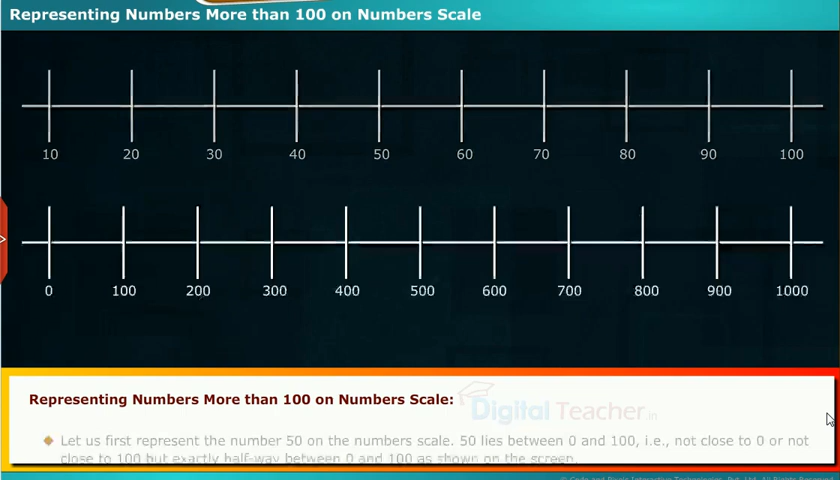 Representing Numbers More than 100 on Numbers Scale
10 20 30 40 50 60 70 80 90 100
0 100 200 300 400 500 600 700 800 900 1000
Representing Numbers More than 100 on Numbers Scale:
Digital Teacher.in
Let us first represent the number 50 on the numbers scale. 50 lies between 0 and 100, i.e., not close to 0 or not
close to 100 but exactly half way between 0 and 100 as shown on the screen.